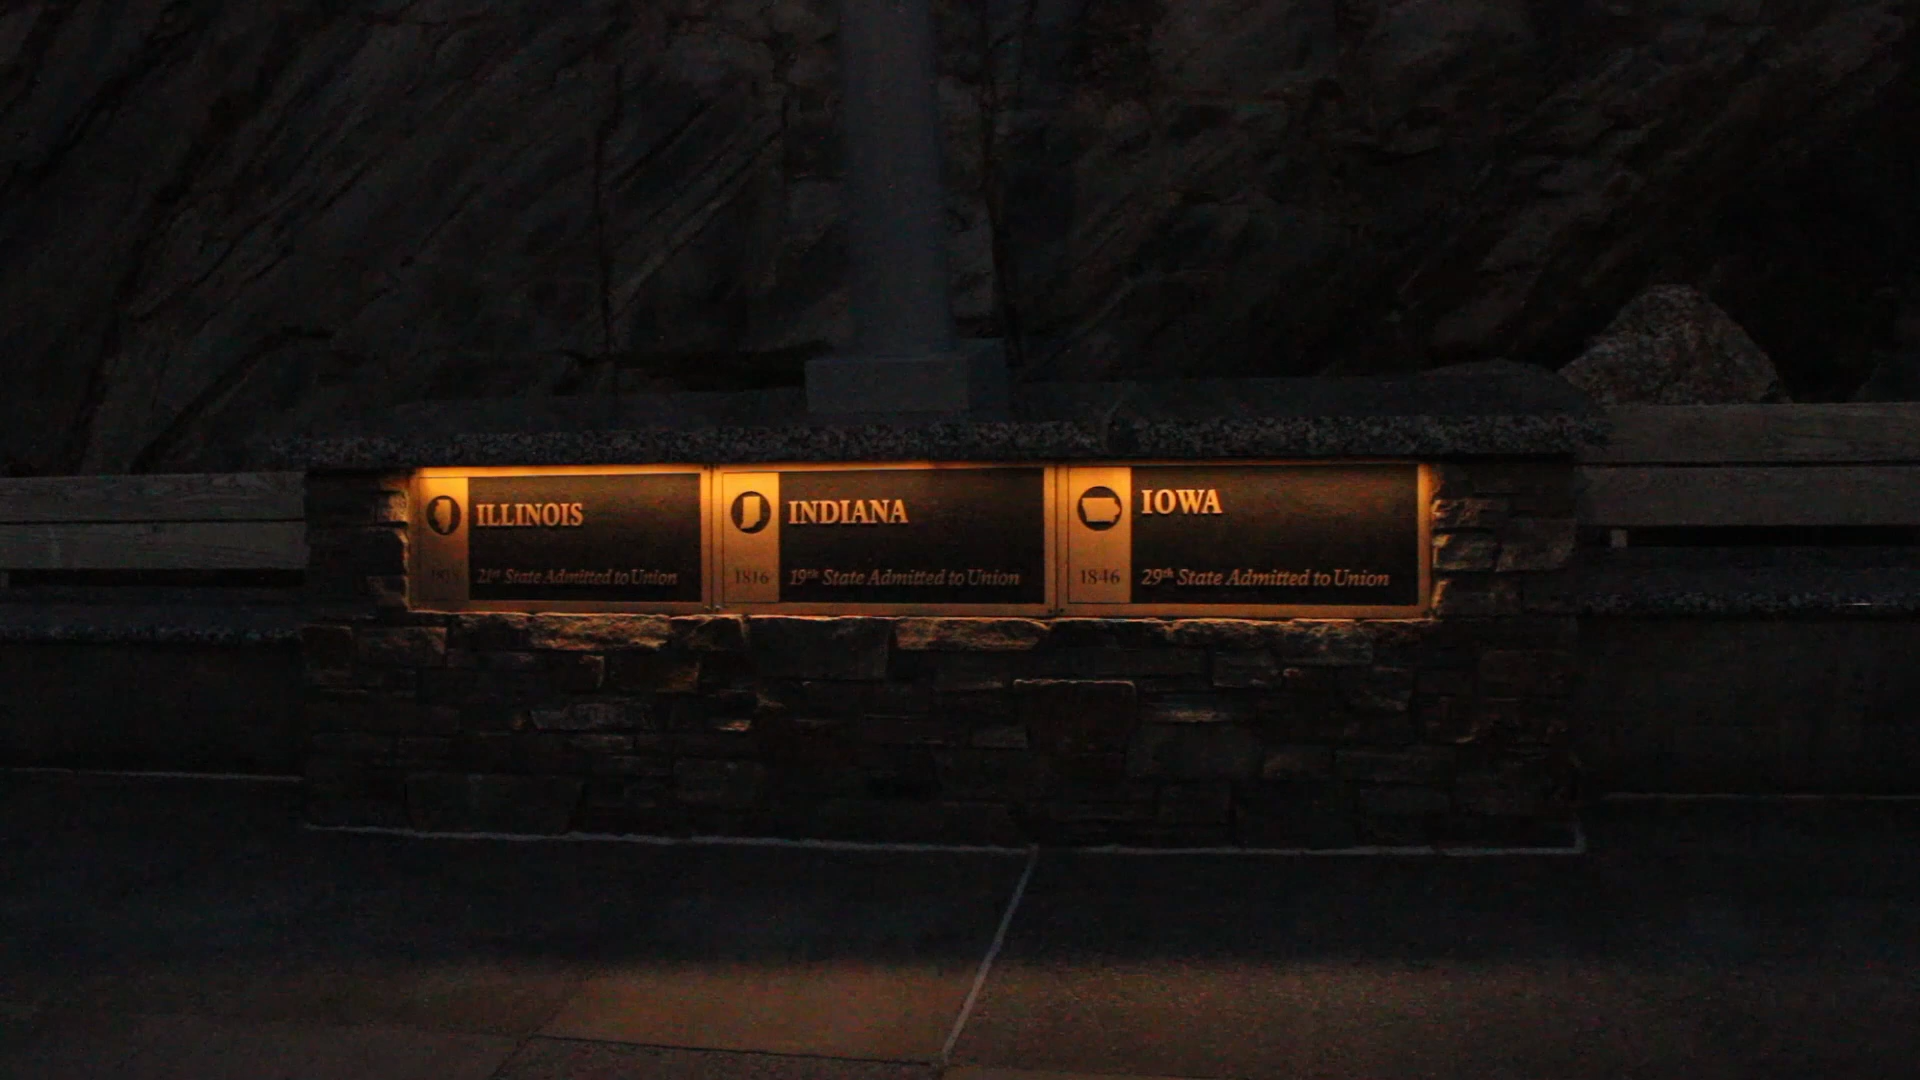 ILLINOIS
21st State Admitted to Union
INDIANA
1816
19th State Admitted to Union
IOWA
1846
29th State Admitted to Union